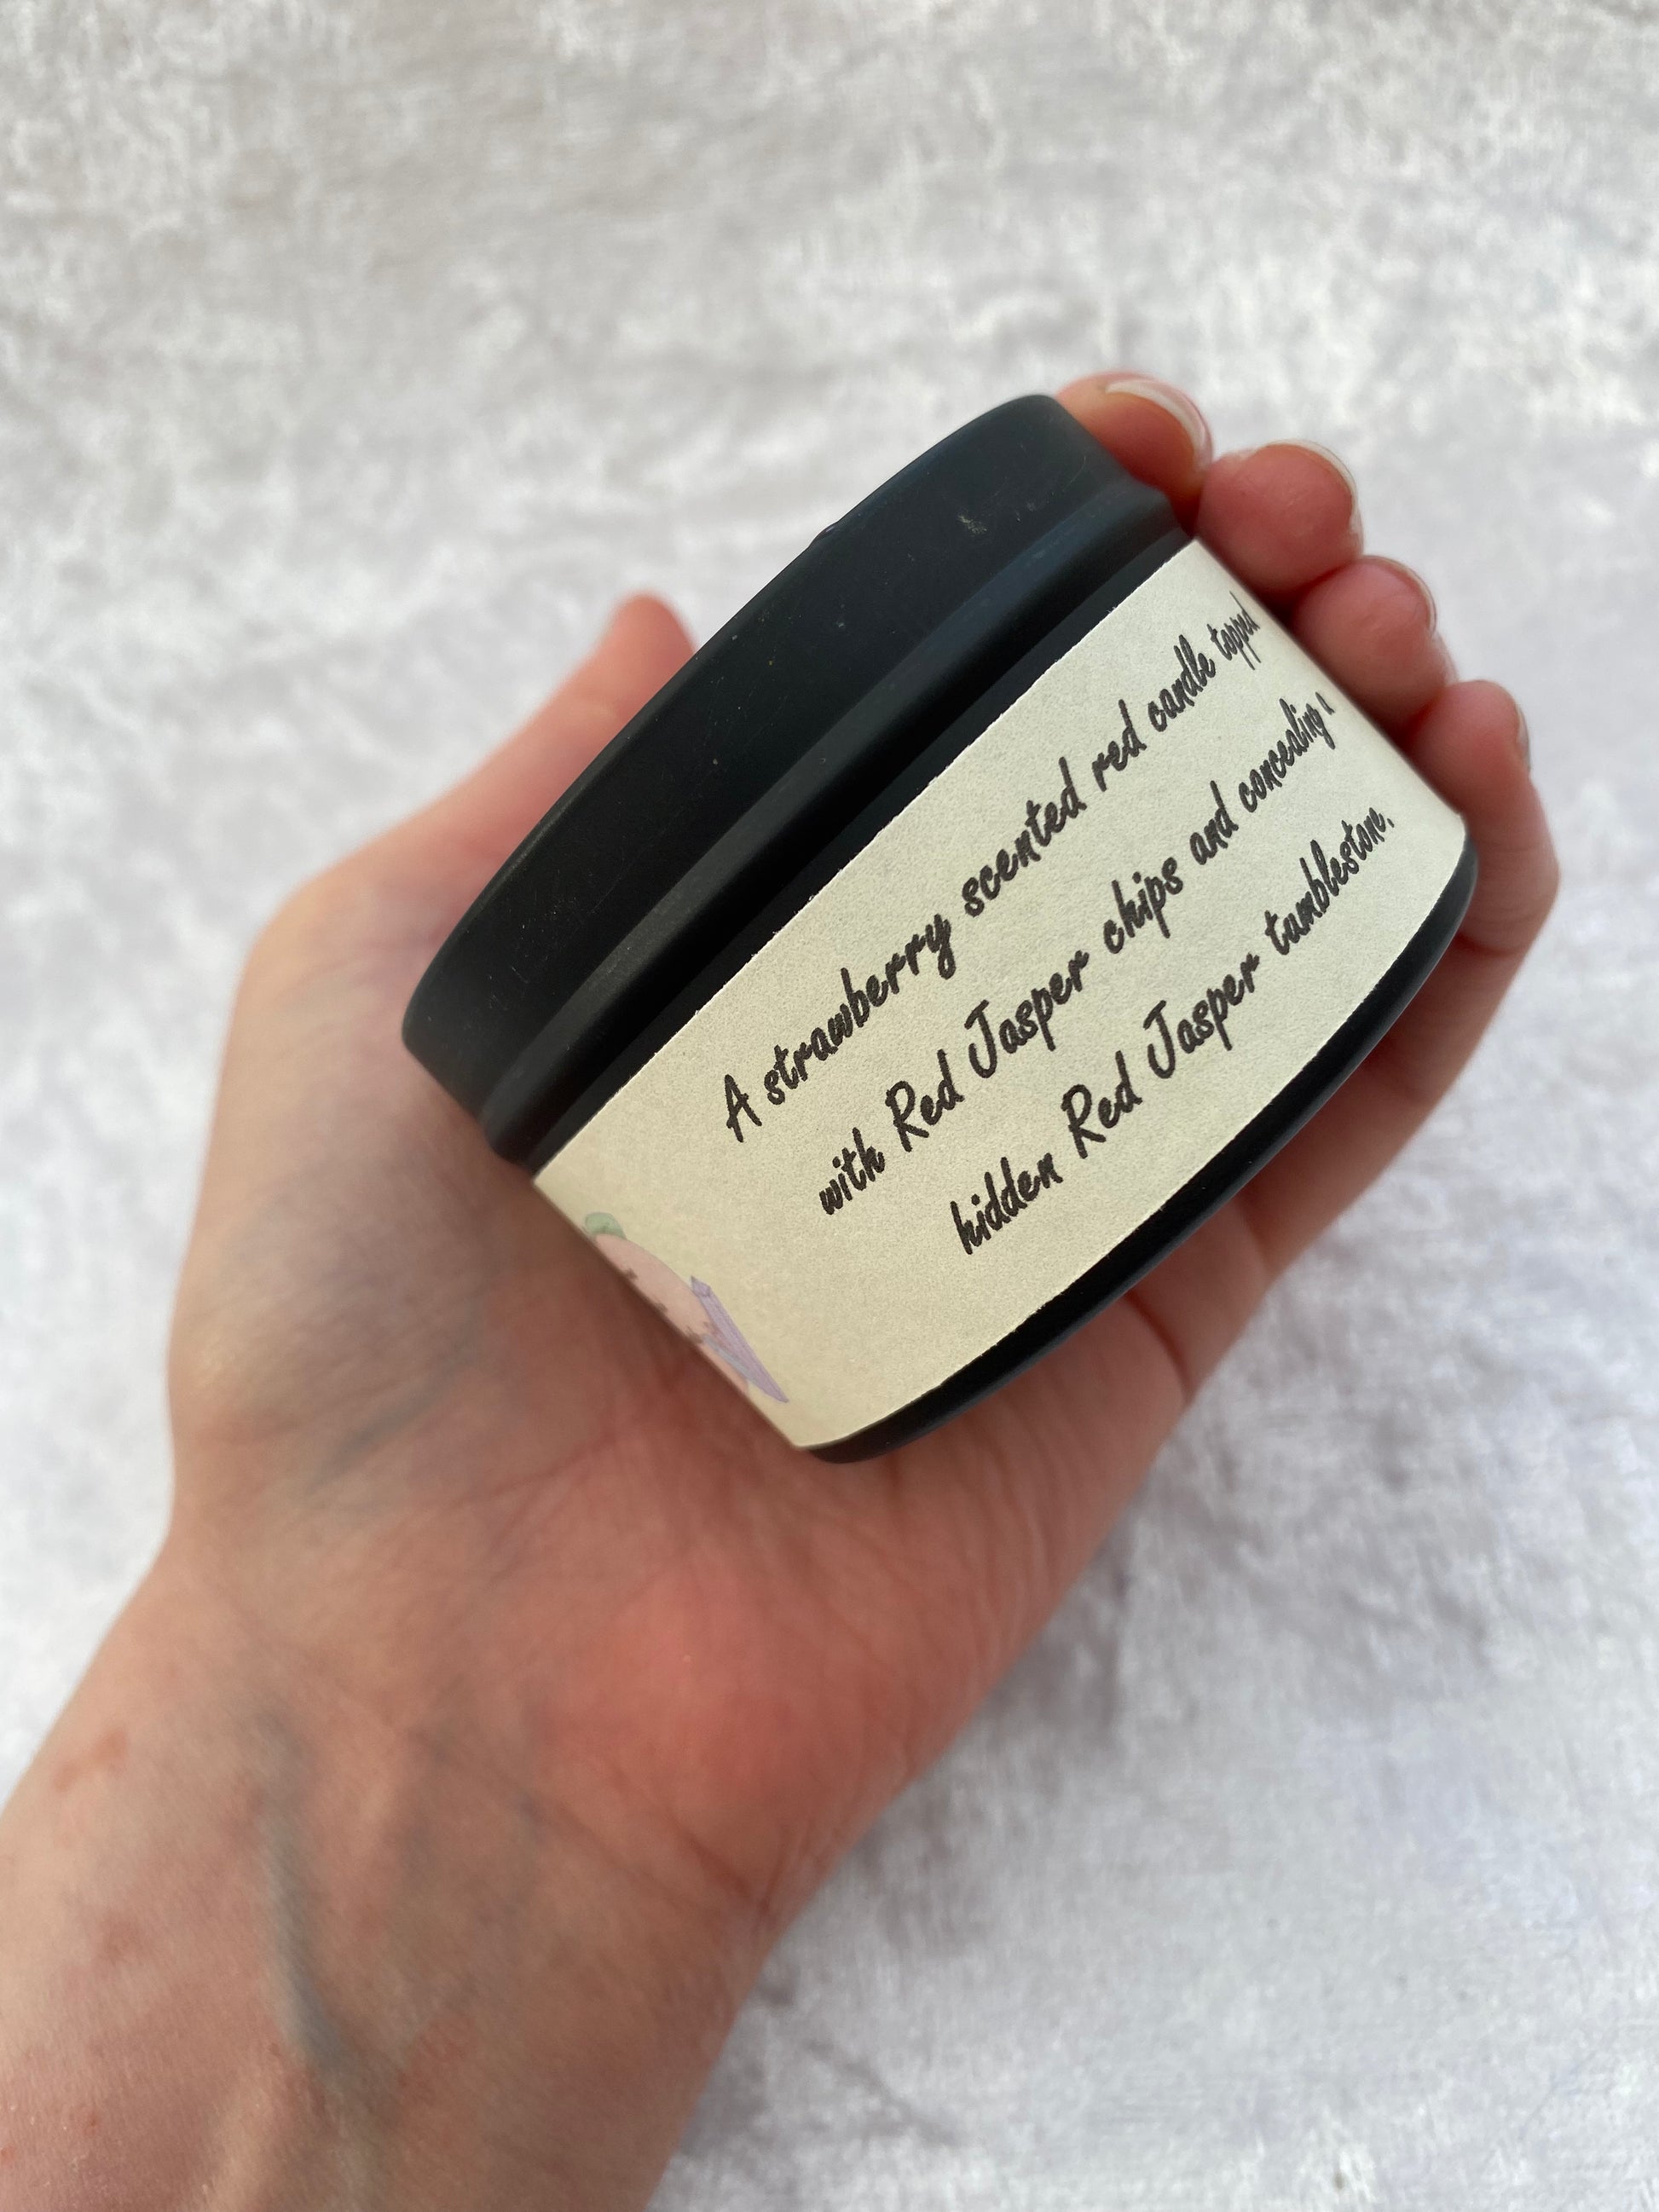 A strawberry scented red candle topped
with Red Jasper chips and concealing a
hidden Red Jasper tumblestone.